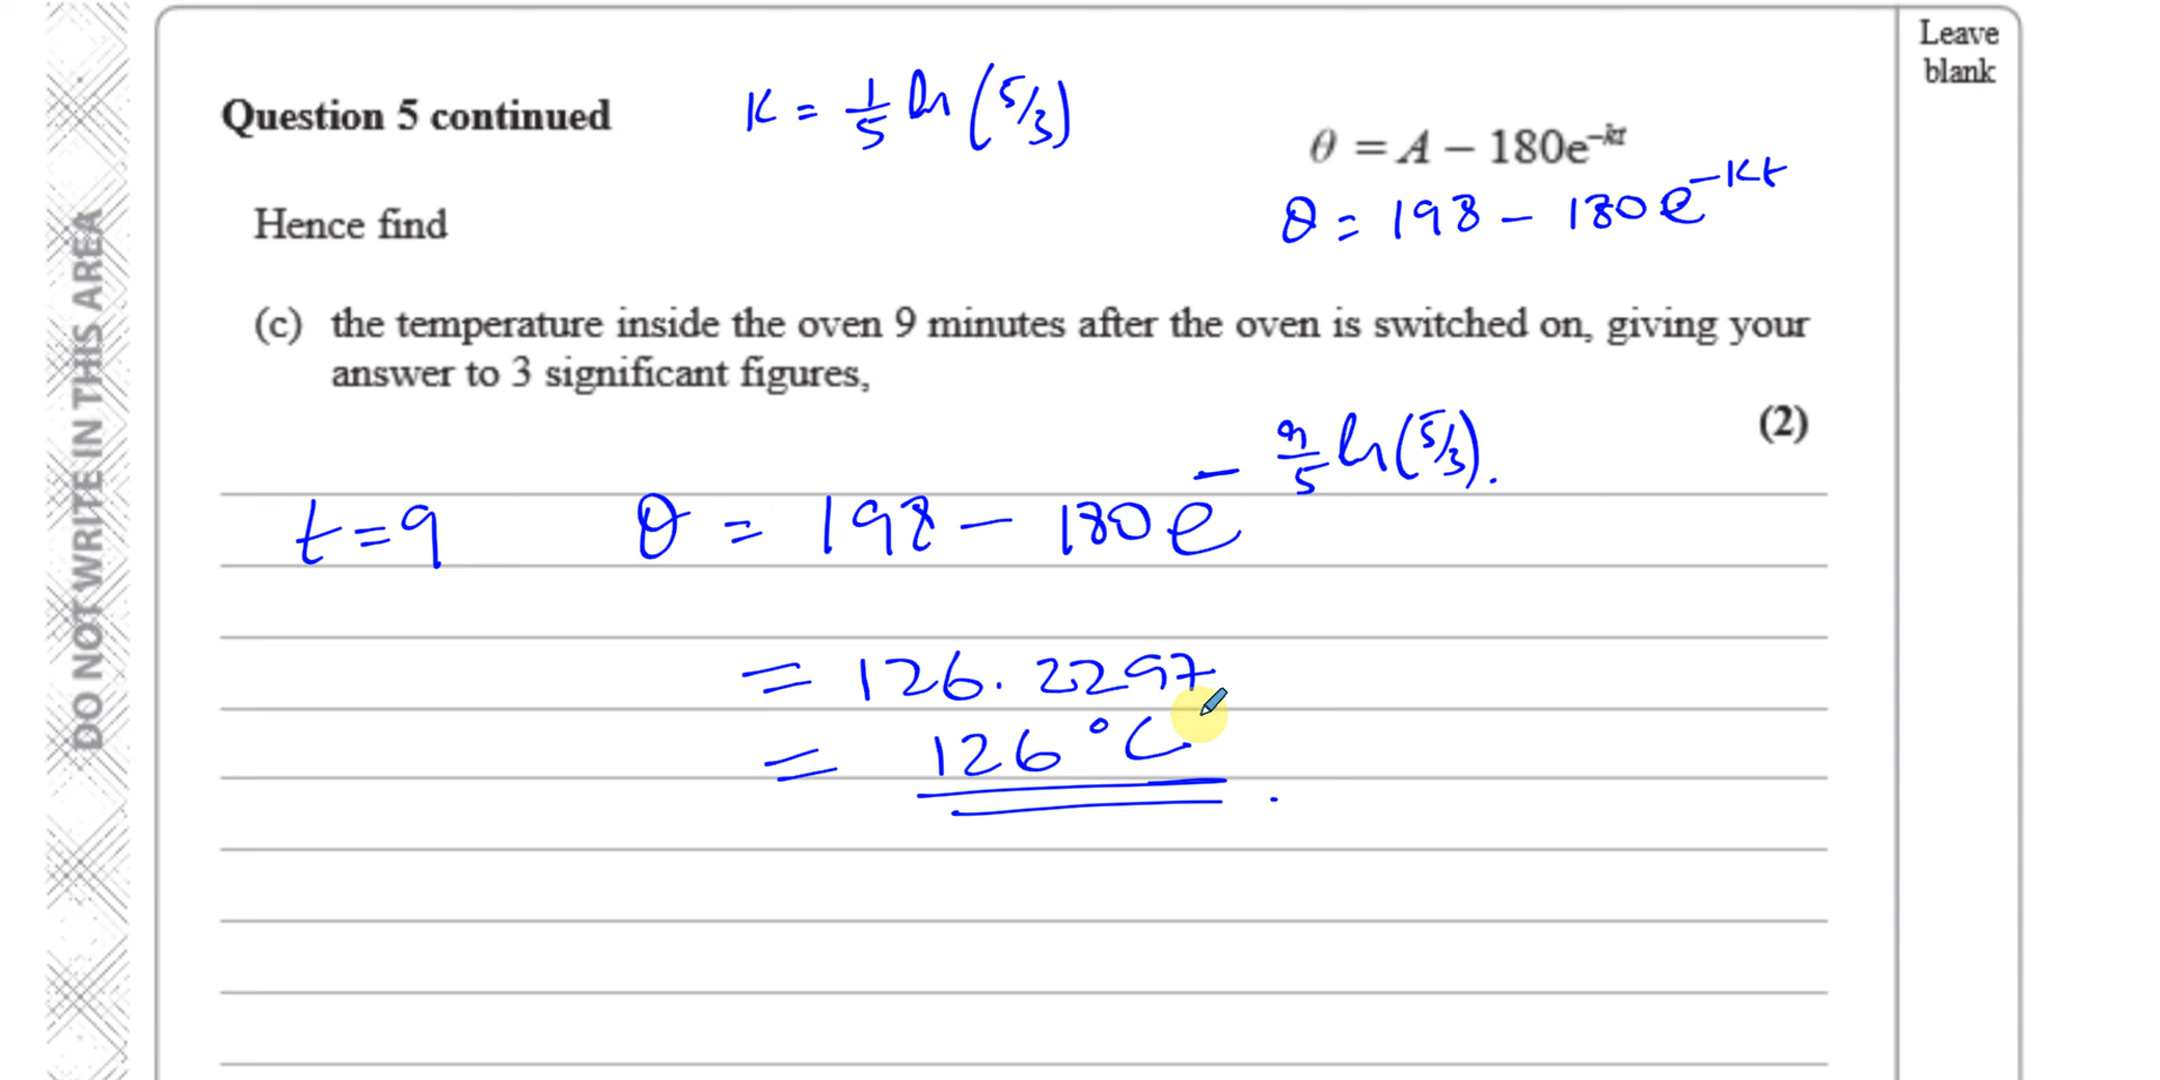 Leave
blank
Question 5 continued
K = 1/5 ln (5/3)
θ = A − 180e^−kt
θ = 198 − 180e^−Kt
Hence find
(c) the temperature inside the oven 9 minutes after the oven is switched on, giving your
answer to 3 significant figures,
(2)
t=9 θ = 198 − 180e^− 9/5 ln(5/3).
= 126.2297
= 126°C.
DO NOT WRITE IN THIS AREA